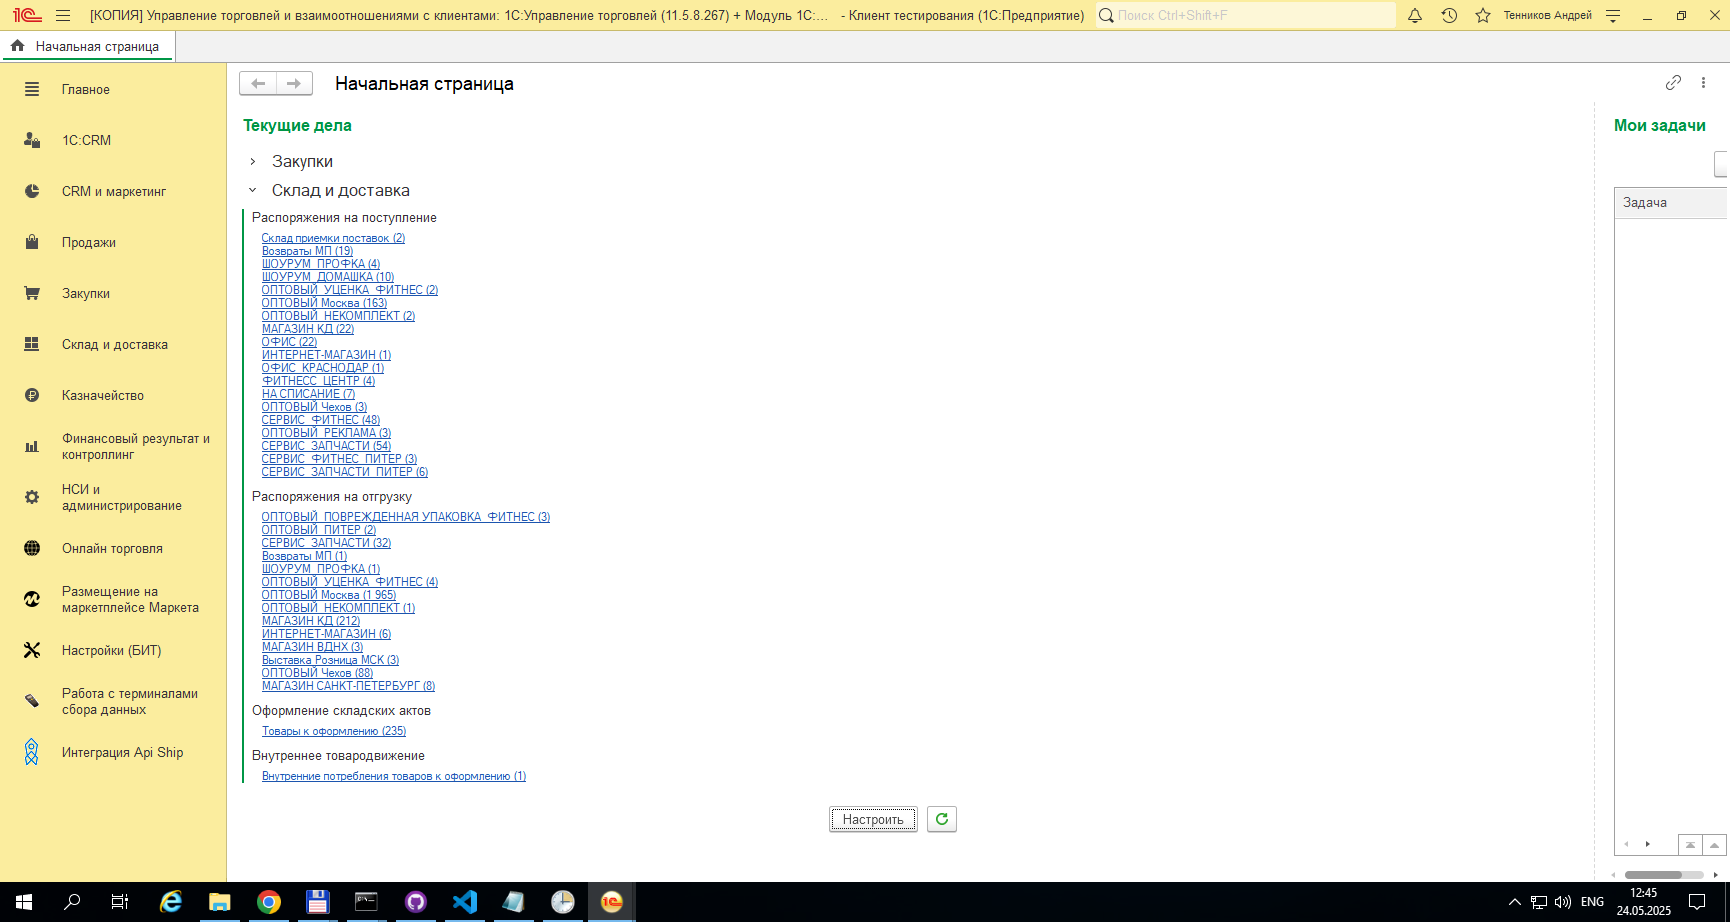 [КОПИЯ] Управление торговлей и взаимоотношениями с клиентами: 1С:Управление торговлей (11.5.8.267) + Модуль 1С:... - Клиент тестирования (1С:Предприятие)
Поиск Ctrl+Shift+F
Тенников Андрей
Начальная страница
Главное
1С:CRM
CRM и маркетинг
Продажи
Закупки
Склад и доставка
Казначейство
Финансовый результат и
контроллинг
НСИ и
администрирование
Онлайн торговля
Размещение на
маркетплейсе Маркета
Настройки (БИТ)
Работа с терминалами
сбора данных
Интеграция Api Ship
Начальная страница
Текущие дела
Закупки
Склад и доставка
Распоряжения на поступление
Склад приемки поставок (2)
Возвраты МП (19)
ШОУРУМ_ПРОФКА (4)
ШОУРУМ_ДОМАШКА (10)
ОПТОВЫЙ_УЦЕНКА_ФИТНЕС (2)
ОПТОВЫЙ Москва (163)
ОПТОВЫЙ_НЕКОМПЛЕКТ (2)
МАГАЗИН КД (22)
ОФИС (22)
ИНТЕРНЕТ-МАГАЗИН (1)
ОФИС_КРАСНОДАР (1)
ФИТНЕСС_ЦЕНТР (4)
НА СПИСАНИЕ (7)
ОПТОВЫЙ Чехов (3)
СЕРВИС_ФИТНЕС (48)
ОПТОВЫЙ_РЕКЛАМА (3)
СЕРВИС_ЗАПЧАСТИ (54)
СЕРВИС_ФИТНЕС_ПИТЕР (3)
СЕРВИС_ЗАПЧАСТИ_ПИТЕР (6)
Распоряжения на отгрузку
ОПТОВЫЙ_ПОВРЕЖДЕННАЯ УПАКОВКА_ФИТНЕС (3)
ОПТОВЫЙ_ПИТЕР (2)
СЕРВИС_ЗАПЧАСТИ (32)
Возвраты МП (1)
ШОУРУМ_ПРОФКА (1)
ОПТОВЫЙ_УЦЕНКА_ФИТНЕС (4)
ОПТОВЫЙ Москва (1 965)
ОПТОВЫЙ_НЕКОМПЛЕКТ (1)
МАГАЗИН КД (212)
ИНТЕРНЕТ-МАГАЗИН (6)
МАГАЗИН ВДНХ (3)
Выставка Розница МСК (3)
ОПТОВЫЙ Чехов (88)
МАГАЗИН САНКТ-ПЕТЕРБУРГ (8)
Оформление складских актов
Товары к оформлению (235)
Внутреннее товародвижение
Внутренние потребления товаров к оформлению (1)
Настроить
Мои задачи
Задача
ENG
12:45
24.05.2025